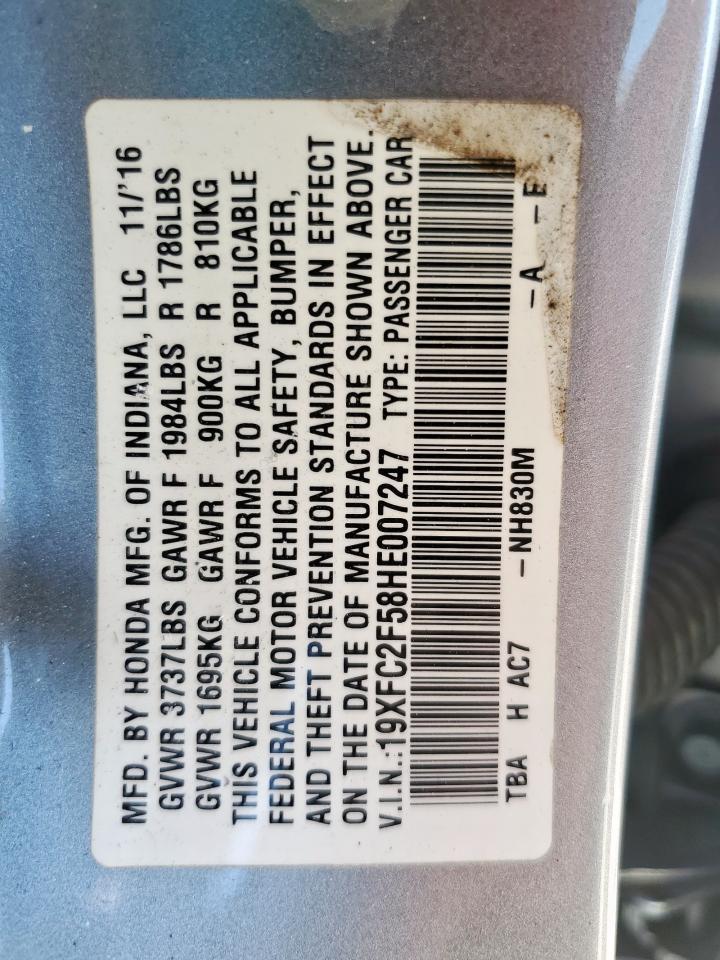 MFD. BY HONDA MFG. OF INDIANA, LLC 11/'16
GVWR 3737LBS GAWR F 1984LBS R 1786LBS
GVWR 1695KG GAWR F 900KG R 810KG
THIS VEHICLE CONFORMS TO ALL APPLICABLE
FEDERAL MOTOR VEHICLE SAFETY, BUMPER,
AND THEFT PREVENTION STANDARDS IN EFFECT
ON THE DATE OF MANUFACTURE SHOWN ABOVE.
V.I.N.:19XFC2F58HE007247 TYPE: PASSENGER CAR
TBA H AC7 -NH830M -A -E